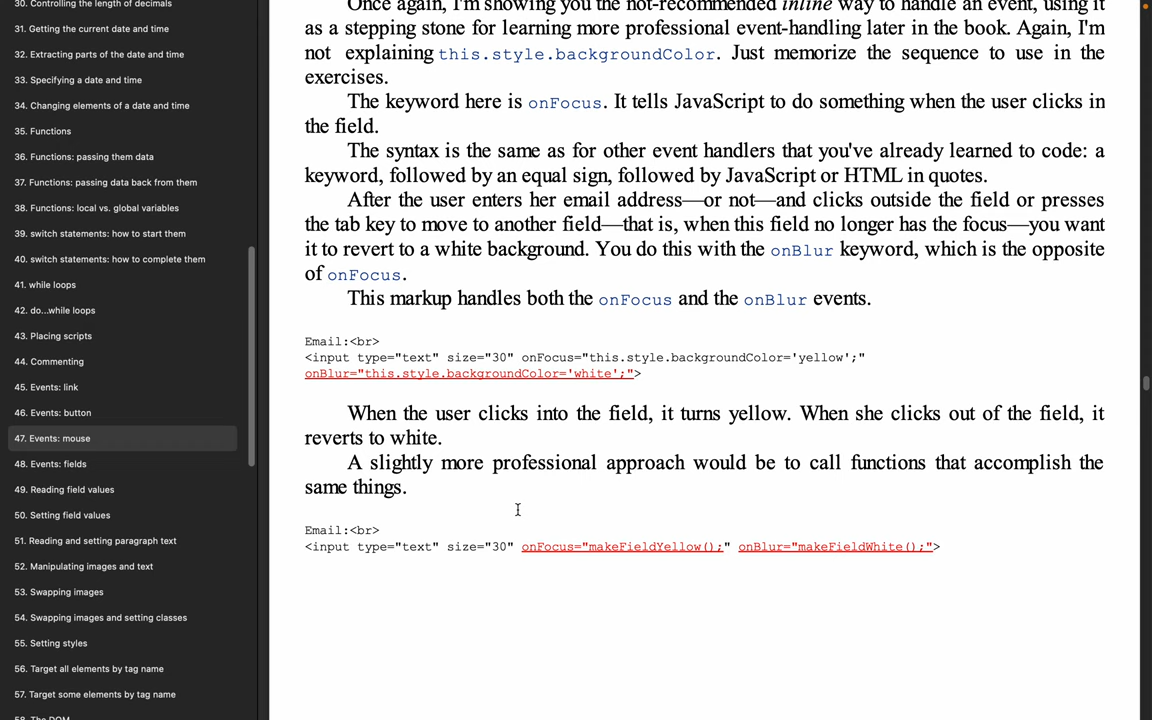 30. Controlling the length of decimals
31. Getting the current date and time
32. Extracting parts of the date and time
33. Specifying a date and time
34. Changing elements of a date and time
35. Functions
36. Functions: passing them data
37. Functions: passing data back from them
38. Functions: local vs. global variables
39. switch statements: how to start them
40. switch statements: how to complete them
41. while loops
42. do...while loops
43. Placing scripts
44. Commenting
45. Events: link
46. Events: button
47. Events: mouse
48. Events: fields
49. Reading field values
50. Setting field values
51. Reading and setting paragraph text
52. Manipulating images and text
53. Swapping images
54. Swapping images and setting classes
55. Setting styles
56. Target all elements by tag name
57. Target some elements by tag name
58. The DOM
Once again, I'm showing you the not-recommended inline way to handle an event, using it
as a stepping stone for learning more professional event-handling later in the book. Again, I'm
not explaining this.style.backgroundColor. Just memorize the sequence to use in the
exercises.
The keyword here is onFocus. It tells JavaScript to do something when the user clicks in
the field.
The syntax is the same as for other event handlers that you've already learned to code: a
keyword, followed by an equal sign, followed by JavaScript or HTML in quotes.
After the user enters her email address—or not—and clicks outside the field or presses
the tab key to move to another field—that is, when this field no longer has the focus—you want
it to revert to a white background. You do this with the onBlur keyword, which is the opposite
of onFocus.
This markup handles both the onFocus and the onBlur events.
Email:<br>
<input type="text" size="30" onFocus="this.style.backgroundColor='yellow';"
onBlur="this.style.backgroundColor='white';">
When the user clicks into the field, it turns yellow. When she clicks out of the field, it
reverts to white.
A slightly more professional approach would be to call functions that accomplish the
same things.
Email:<br>
<input type="text" size="30" onFocus="makeFieldYellow();" onBlur="makeFieldWhite();">